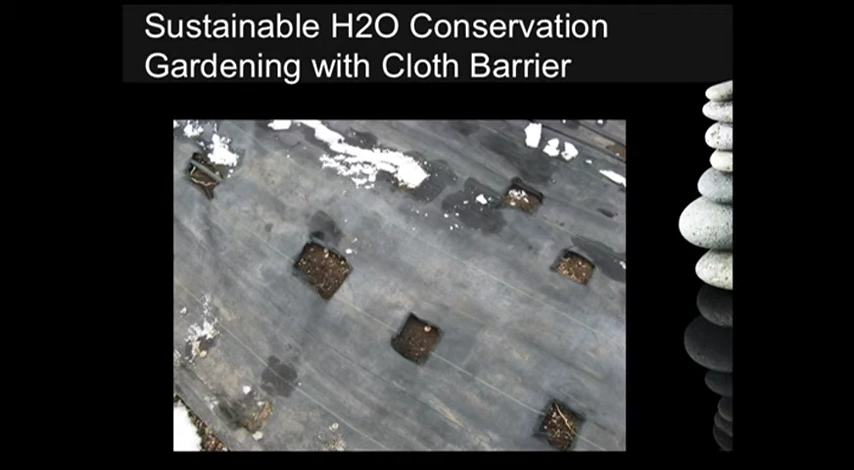 Sustainable H2O Conservation
Gardening with Cloth Barrier